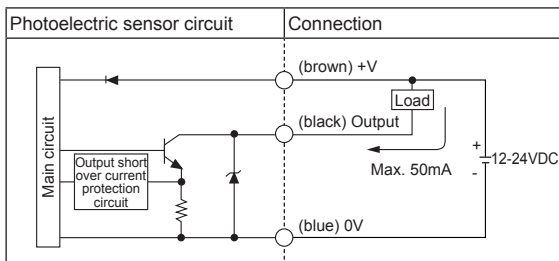 Photoelectric sensor circuit
Connection
(brown) +V
Load
(black) Output
Main circuit
Output short
over current
protection
circuit
Max. 50mA
+
12-24VDC
-
(blue) 0V